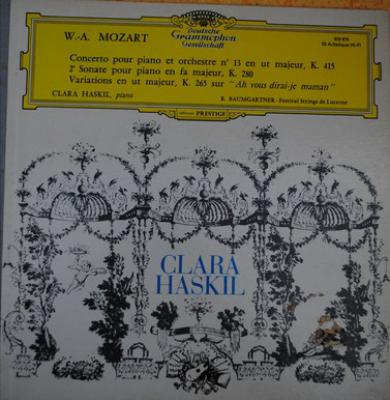 W.-A. MOZART
Deutsche
Grammophon
Gesellschaft
Concerto pour piano et orchestre n° 13 en ut majeur, K. 415
2e Sonate pour piano en fa majeur, K. 280
Variations en ut majeur, K. 265 sur "Ah vous dirai-je maman"
CLARA HASKIL, piano
R. BAUMGARTNER - Festival Strings de Lucerne
PRESTIGE
CLARA
HASKIL